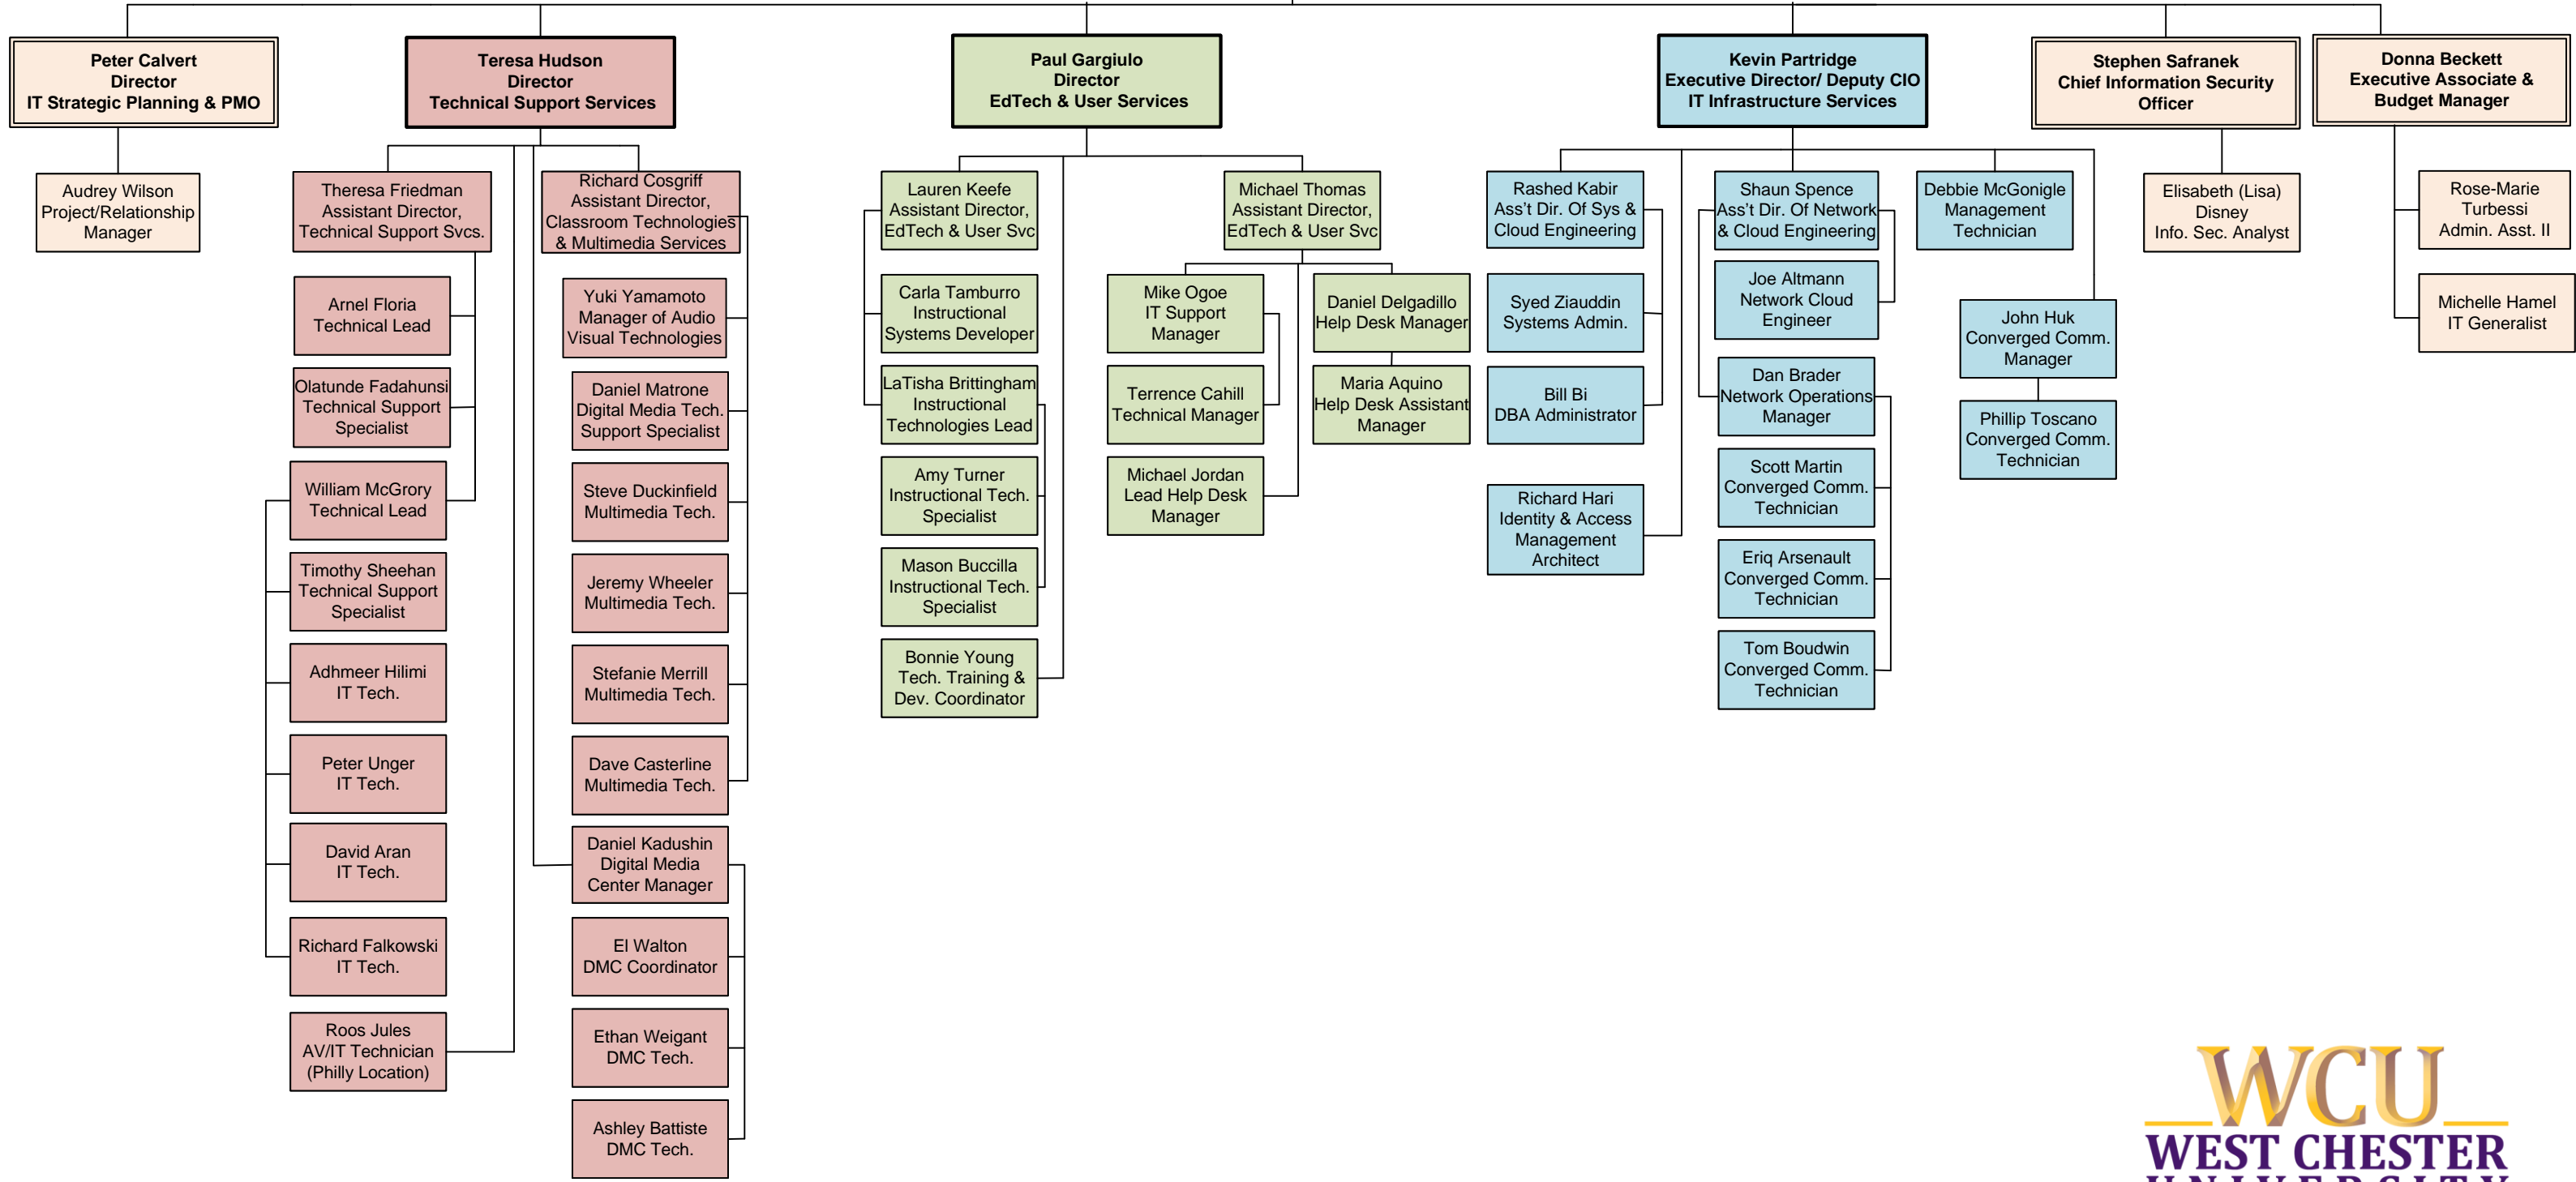 Peter Calvert
Director
IT Strategic Planning & PMO
Teresa Hudson
Director
Technical Support Services
Paul Gargiulo
Director
EdTech & User Services
Kevin Partridge
Executive Director/ Deputy CIO
IT Infrastructure Services
Stephen Safranek
Chief Information Security
Officer
Donna Beckett
Executive Associate &
Budget Manager
Audrey Wilson
Project/Relationship
Manager
Theresa Friedman
Assistant Director,
Technical Support Svcs.
Arnel Floria
Technical Lead
Olatunde Fadahunsi
Technical Support
Specialist
William McGrory
Technical Lead
Timothy Sheehan
Technical Support
Specialist
Adhmeer Hilimi
IT Tech.
Peter Unger
IT Tech.
David Aran
IT Tech.
Richard Falkowski
IT Tech.
Roos Jules
AV/IT Technician
(Philly Location)
Richard Cosgriff
Assistant Director,
Classroom Technologies
& Multimedia Services
Yuki Yamamoto
Manager of Audio
Visual Technologies
Daniel Matrone
Digital Media Tech.
Support Specialist
Steve Duckinfield
Multimedia Tech.
Jeremy Wheeler
Multimedia Tech.
Stefanie Merrill
Multimedia Tech.
Dave Casterline
Multimedia Tech.
Daniel Kadushin
Digital Media
Center Manager
El Walton
DMC Coordinator
Ethan Weigant
DMC Tech.
Ashley Battiste
DMC Tech.
Lauren Keefe
Assistant Director,
EdTech & User Svc
Carla Tamburro
Instructional
Systems Developer
LaTisha Brittingham
Instructional
Technologies Lead
Amy Turner
Instructional Tech.
Specialist
Mason Buccilla
Instructional Tech.
Specialist
Bonnie Young
Tech. Training &
Dev. Coordinator
Michael Thomas
Assistant Director,
EdTech & User Svc
Mike Ogoe
IT Support
Manager
Terrence Cahill
Technical Manager
Michael Jordan
Lead Help Desk
Manager
Daniel Delgadillo
Help Desk Manager
Maria Aquino
Help Desk Assistant
Manager
Rashed Kabir
Ass't Dir. Of Sys &
Cloud Engineering
Syed Ziauddin
Systems Admin.
Bill Bi
DBA Administrator
Richard Hari
Identity & Access
Management
Architect
Shaun Spence
Ass't Dir. Of Network
& Cloud Engineering
Joe Altmann
Network Cloud
Engineer
Dan Brader
Network Operations
Manager
Scott Martin
Converged Comm.
Technician
Eriq Arsenault
Converged Comm.
Technician
Tom Boudwin
Converged Comm.
Technician
Debbie McGonigle
Management
Technician
John Huk
Converged Comm.
Manager
Phillip Toscano
Converged Comm.
Technician
Elisabeth (Lisa)
Disney
Info. Sec. Analyst
Rose-Marie
Turbessi
Admin. Asst. II
Michelle Hamel
IT Generalist
WCU
WEST CHESTER
UNIVERSITY